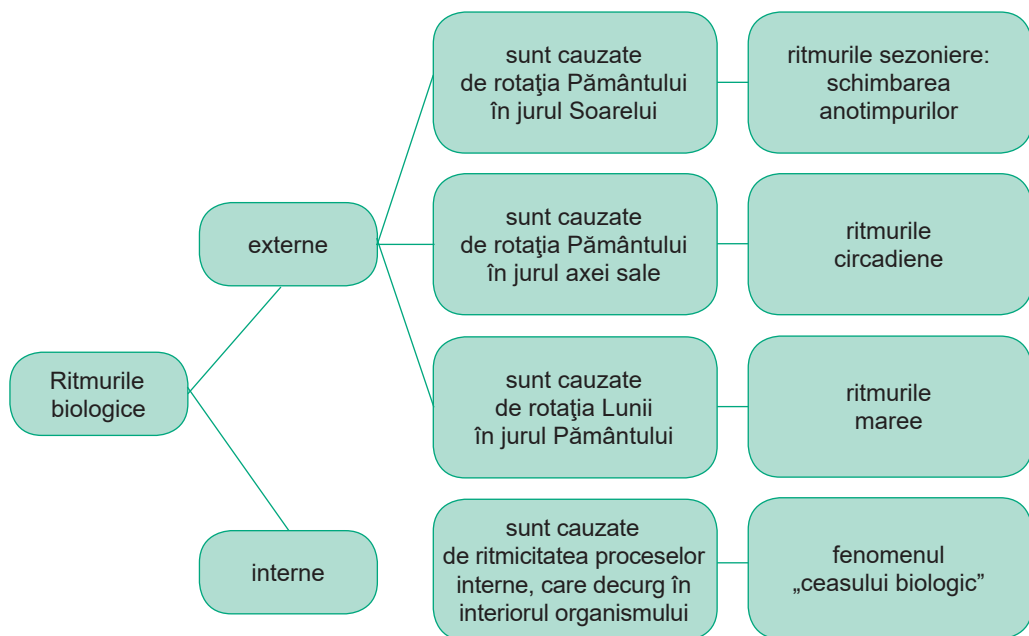 Ritmurile
biologice
externe
sunt cauzate
de rotaţia Pământului
în jurul Soarelui
ritmurile sezoniere:
schimbarea
anotimpurilor
sunt cauzate
de rotaţia Pământului
în jurul axei sale
ritmurile
circadiene
sunt cauzate
de rotaţia Lunii
în jurul Pământului
ritmurile
maree
interne
sunt cauzate
de ritmicitatea proceselor
interne, care decurg în
interiorul organismului
fenomenul
„ceasului biologic”